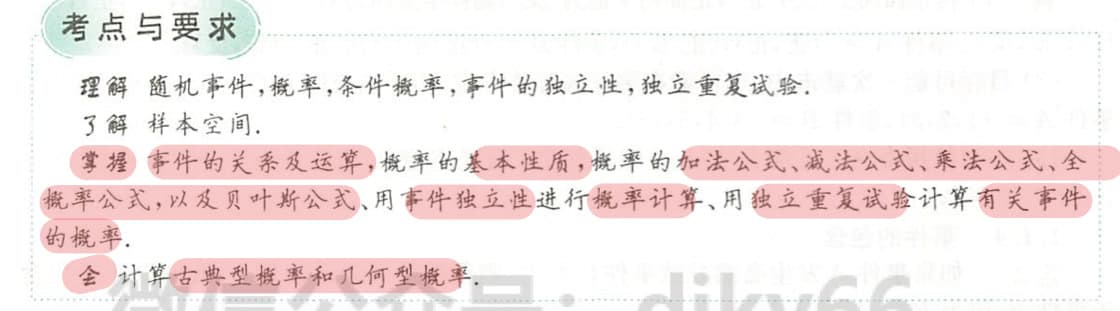 考点与要求
理解 随机事件,概率,条件概率,事件的独立性,独立重复试验.
了解 样本空间.
掌握 事件的关系及运算,概率的基本性质,概率的加法公式、减法公式、乘法公式、全
概率公式,以及贝叶斯公式、用事件独立性进行概率计算、用独立重复试验计算有关事件
的概率.
会 计算古典型概率和几何型概率.
微信公众号: djky66